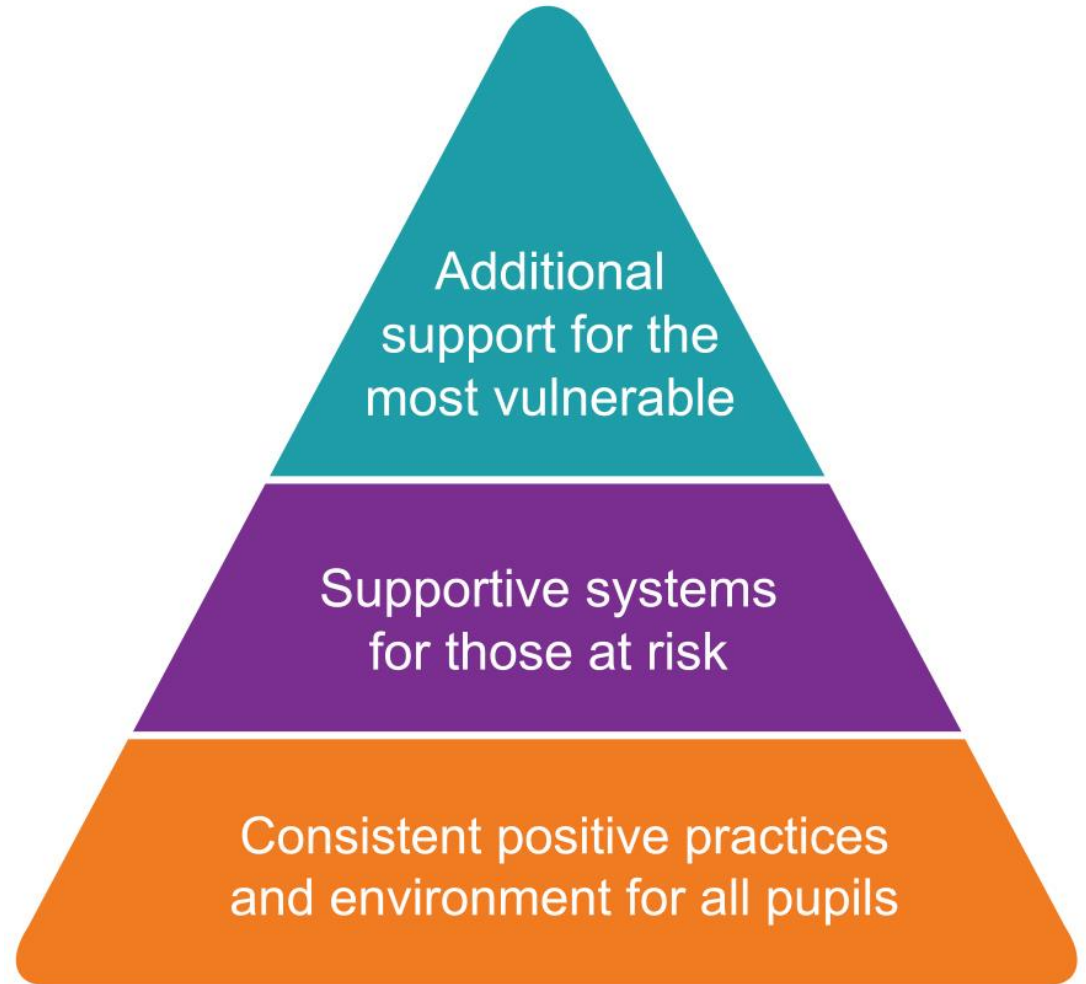 Additional
support for the
most vulnerable
Supportive systems
for those at risk
Consistent positive practices
and environment for all pupils